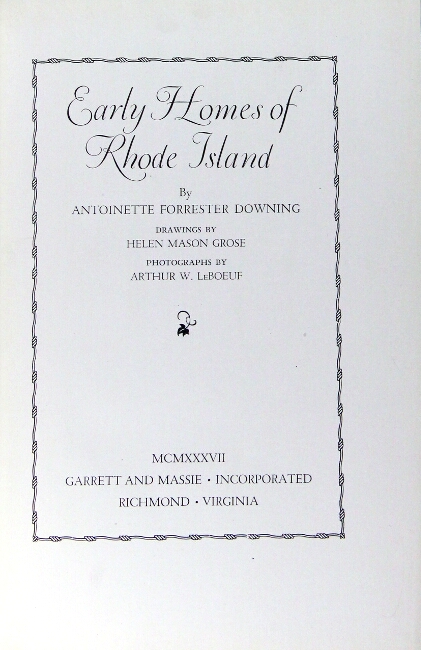 Early Homes of
Rhode Island
By
ANTOINETTE FORRESTER DOWNING
DRAWINGS BY
HELEN MASON GROSE
PHOTOGRAPHS BY
ARTHUR W. LEBOEUF
MCMXXXVII
GARRETT AND MASSIE · INCORPORATED
RICHMOND · VIRGINIA